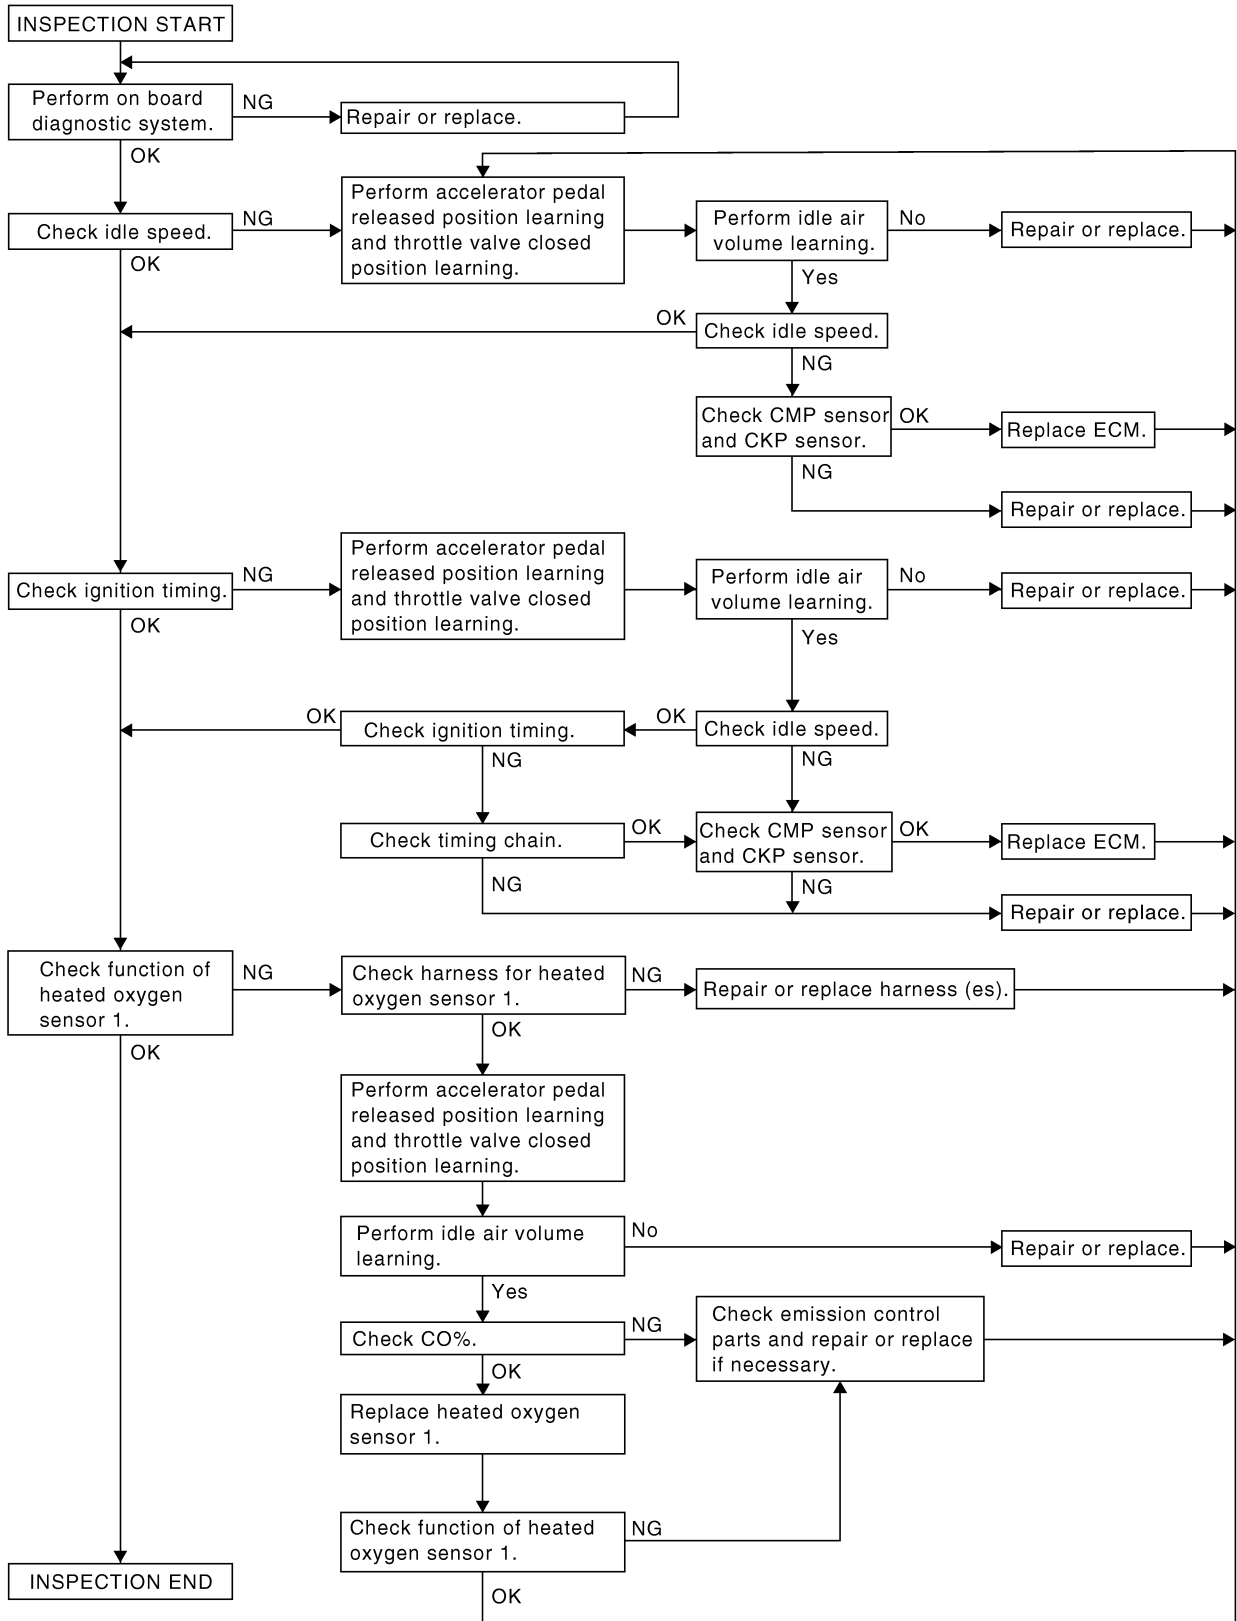 INSPECTION START
Perform on board
diagnostic system.
NG
Repair or replace.
OK
Check idle speed.
NG
Perform accelerator pedal
released position learning
and throttle valve closed
position learning.
Perform idle air
volume learning.
No
Repair or replace.
OK
Yes
OK
Check idle speed.
NG
Check CMP sensor
and CKP sensor.
OK
Replace ECM.
NG
Repair or replace.
Check ignition timing.
NG
Perform accelerator pedal
released position learning
and throttle valve closed
position learning.
Perform idle air
volume learning.
No
Repair or replace.
OK
Yes
OK
Check ignition timing.
OK
Check idle speed.
NG
NG
Check timing chain.
OK
Check CMP sensor
and CKP sensor.
OK
Replace ECM.
NG
NG
Repair or replace.
Check function of
heated oxygen
sensor 1.
NG
Check harness for heated
oxygen sensor 1.
NG
Repair or replace harness (es).
OK
OK
Perform accelerator pedal
released position learning
and throttle valve closed
position learning.
Perform idle air volume
learning.
No
Repair or replace.
Yes
Check CO%.
NG
Check emission control
parts and repair or replace
if necessary.
OK
Replace heated oxygen
sensor 1.
Check function of heated
oxygen sensor 1.
NG
INSPECTION END
OK